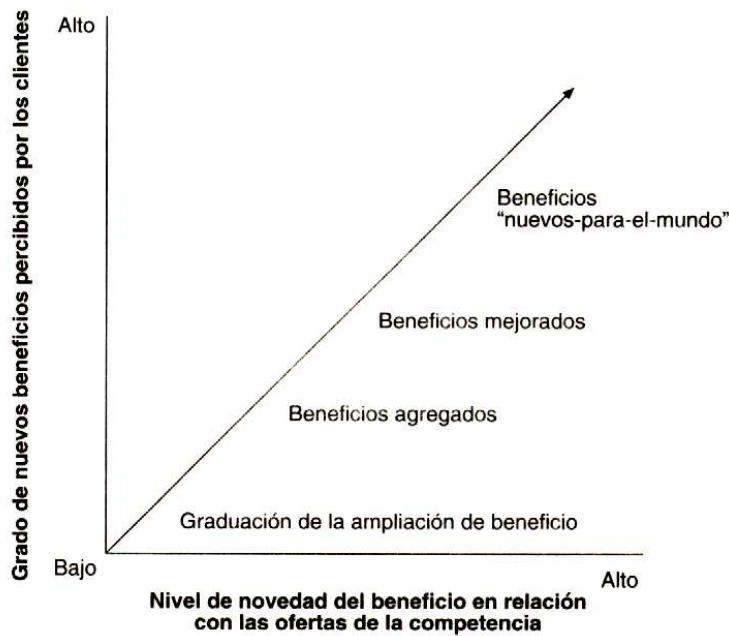 Grado de nuevos beneficios percibidos por los clientes
Alto
Beneficios
“nuevos-para-el-mundo”
Beneficios mejorados
Beneficios agregados
Graduación de la ampliación de beneficio
Bajo
Alto
Nivel de novedad del beneficio en relación
con las ofertas de la competencia